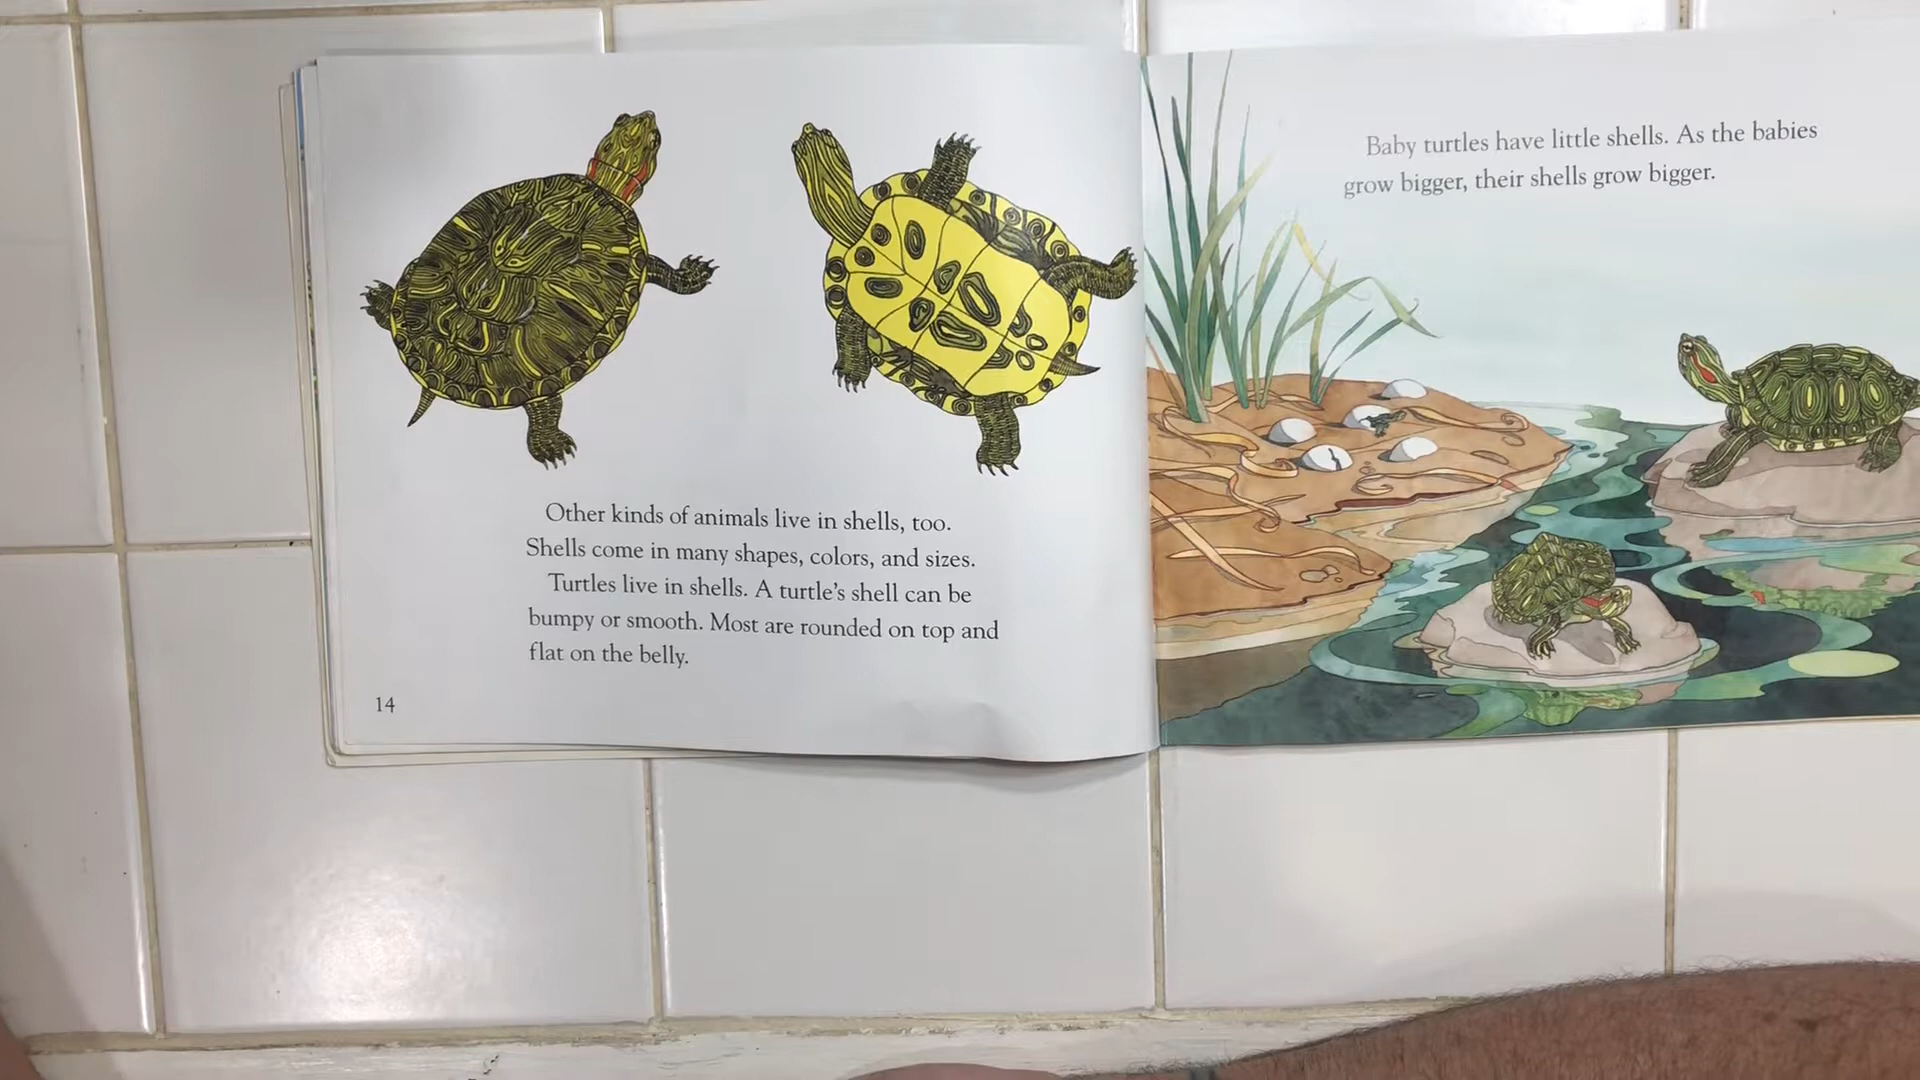 Other kinds of animals live in shells, too.
Shells come in many shapes, colors, and sizes.
Turtles live in shells. A turtle's shell can be
bumpy or smooth. Most are rounded on top and
flat on the belly.
14
Baby turtles have little shells. As the babies
grow bigger, their shells grow bigger.